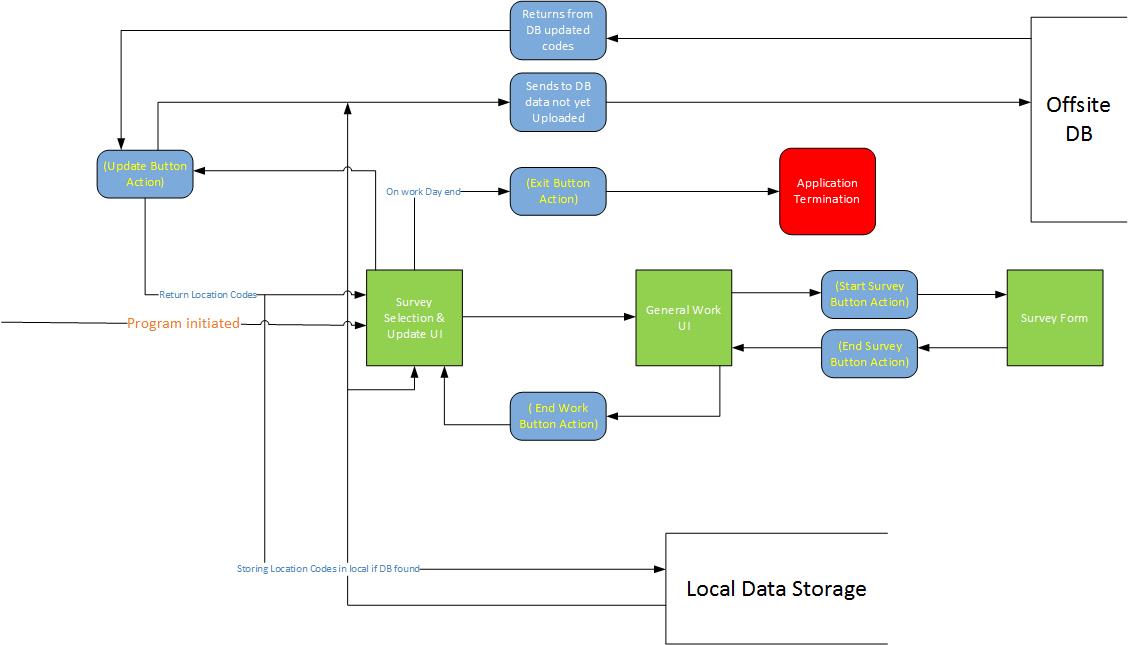 Returns from
DB updated
codes
Sends to DB
data not yet
Uploaded
Offsite
DB
(Update Button
Action)
On work Day end
(Exit Button
Action)
Application
Termination
Return Location Codes
Program initiated
Survey
Selection &
Update UI
General Work
UI
(Start Survey
Button Action)
(End Survey
Button Action)
Survey Form
( End Work
Button Action)
Storing Location Codes in local if DB found
Local Data Storage